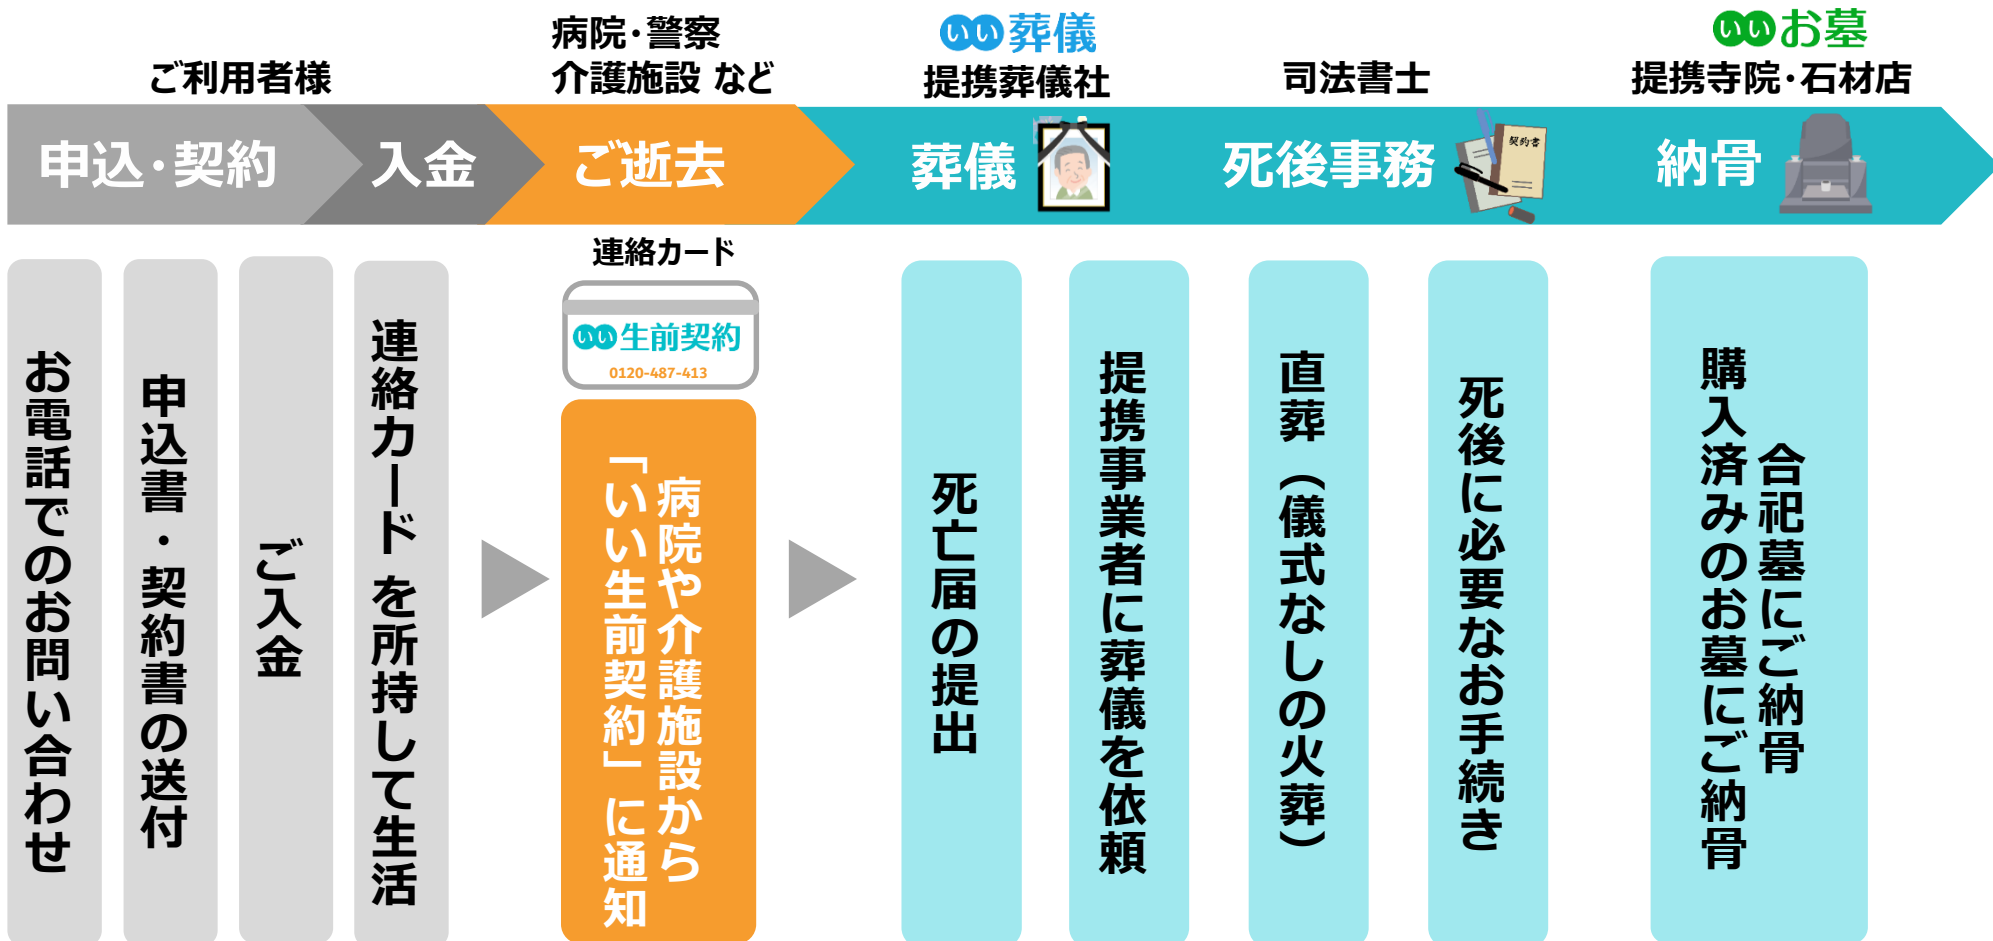 ご利用者様
病院・警察
介護施設 など
いい葬儀
提携葬儀社
司法書士
いいお墓
提携寺院・石材店
申込・契約
入金
ご逝去
葬儀
死後事務
契約書
納骨
お電話でのお問い合わせ
申込書・契約書の送付
ご入金
連絡カードを所持して生活
連絡カード
いい生前契約
0120-487-413
病院や介護施設から
「いい生前契約」に通知
死亡届の提出
提携事業者に葬儀を依頼
直葬（儀式なしの火葬）
死後に必要なお手続き
合祀墓にご納骨
購入済みのお墓にご納骨